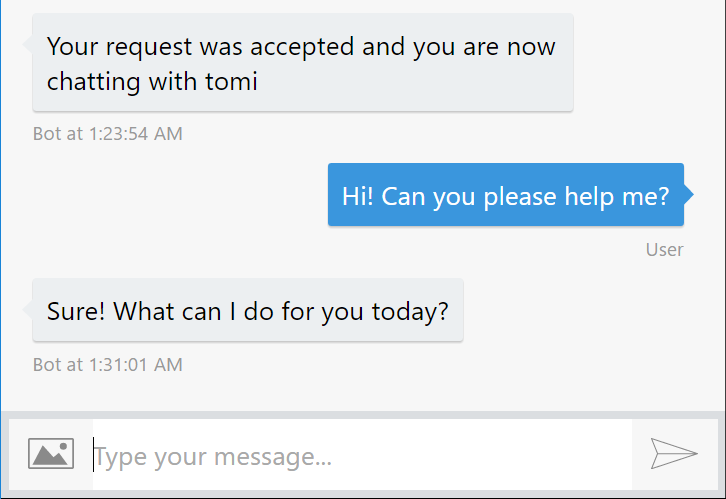 Your request was accepted and you are now
chatting with tomi
Bot at 1:23:54 AM
Hi! Can you please help me?
User
Sure! What can I do for you today?
Bot at 1:31:01 AM
Type your message...